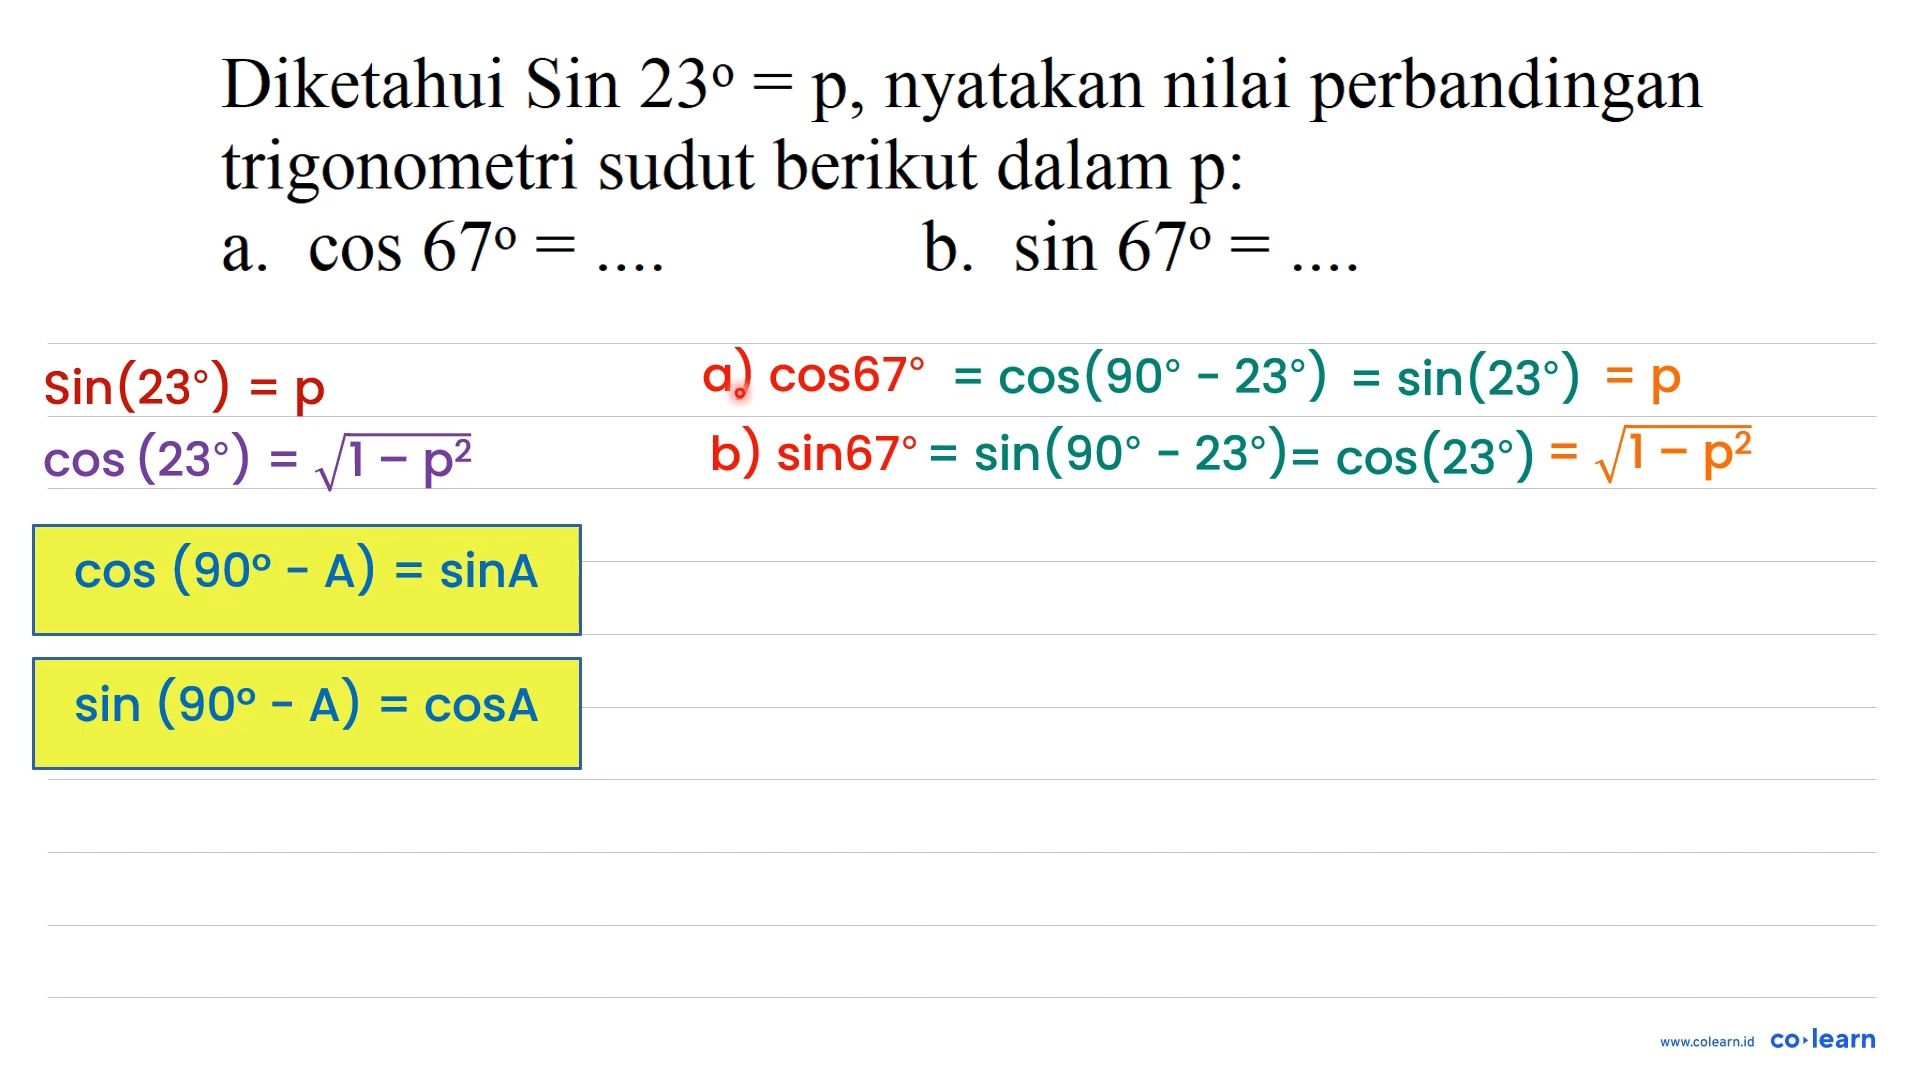 Diketahui Sin 23° = p, nyatakan nilai perbandingan
trigonometri sudut berikut dalam p:
a. cos 67° = .... b. sin 67° = ....
Sin(23°) = p
cos (23°) = √1 – p²
a) cos67° = cos(90° - 23°) = sin(23°) = p
b) sin67° = sin(90° - 23°) = cos(23°) = √1 – p²
cos (90° - A) = sinA
sin (90° - A) = cosA
www.colearn.id co learn